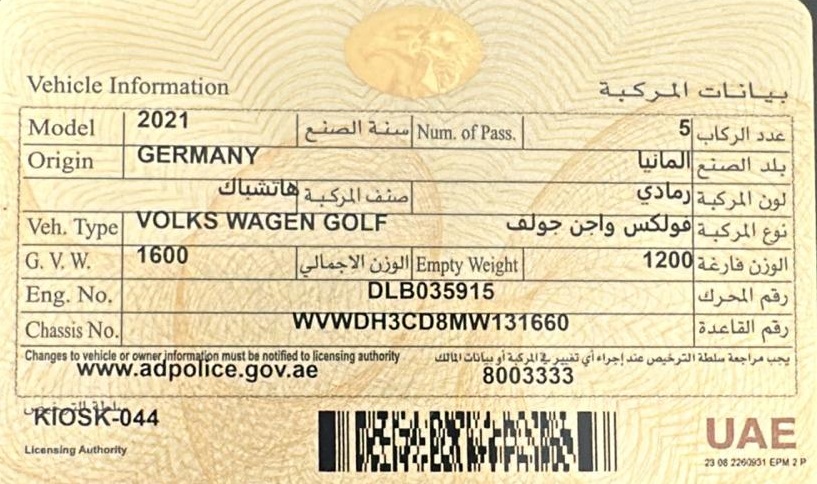 Vehicle Information بيانات المركبة
Model 2021 سنة الصنع Num. of Pass. 5 عدد الركاب
Origin GERMANY المانيا بلد الصنع
هاتشباك صنف المركبة رمادي لون المركبة
Veh. Type VOLKS WAGEN GOLF فولكس واجن جولف نوع المركبة
G. V. W. 1600 الوزن الاجمالي Empty Weight 1200 الوزن فارغة
Eng. No. DLB035915 رقم المحرك
Chassis No. WVWDH3CD8MW131660 رقم القاعدة
Changes to vehicle or owner information must be notified to licensing authority يجب مراجعة سلطة الترخيص عند إجراء أي تغيير في المركبة أو بيانات المالك
www.adpolice.gov.ae 8003333
سلطة الترخيص
KIOSK-044
Licensing Authority
UAE
23 08 2260931 EPM 2 P